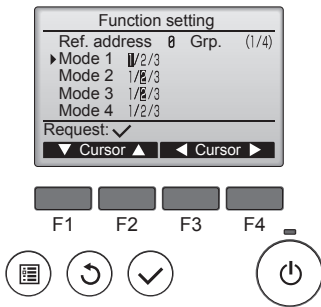 Function setting
Ref. address 0 Grp. (1/4)
Mode 1 1/2/3
Mode 2 1/2/3
Mode 3 1/2/3
Mode 4 1/2/3
Request: ✓
▼ Cursor ▲ ◀ Cursor ▶
F1 F2 F3 F4